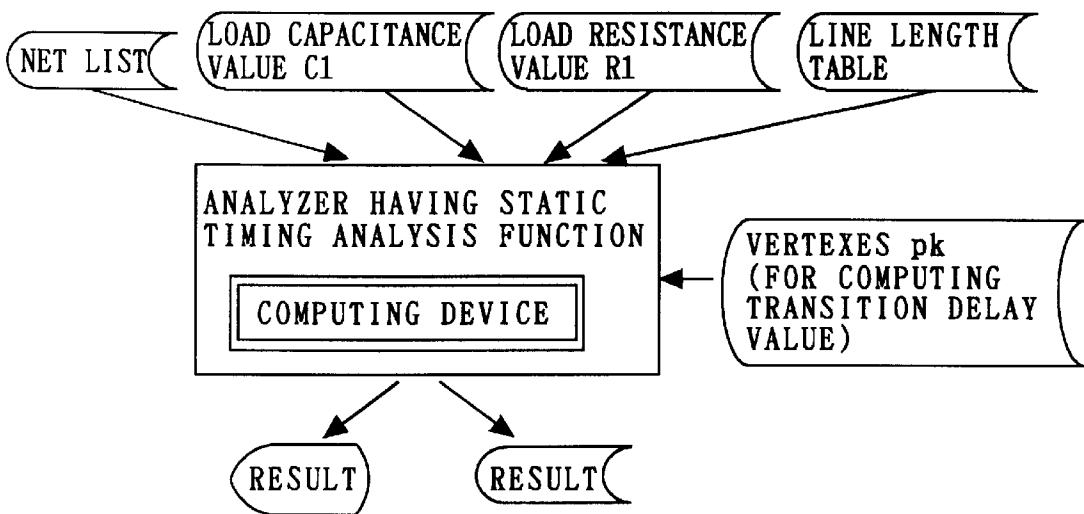 NET LIST
LOAD CAPACITANCE
VALUE C1
LOAD RESISTANCE
VALUE R1
LINE LENGTH
TABLE
ANALYZER HAVING STATIC
TIMING ANALYSIS FUNCTION
COMPUTING DEVICE
VERTEXES pk
(FOR COMPUTING
TRANSITION DELAY
VALUE)
RESULT
RESULT